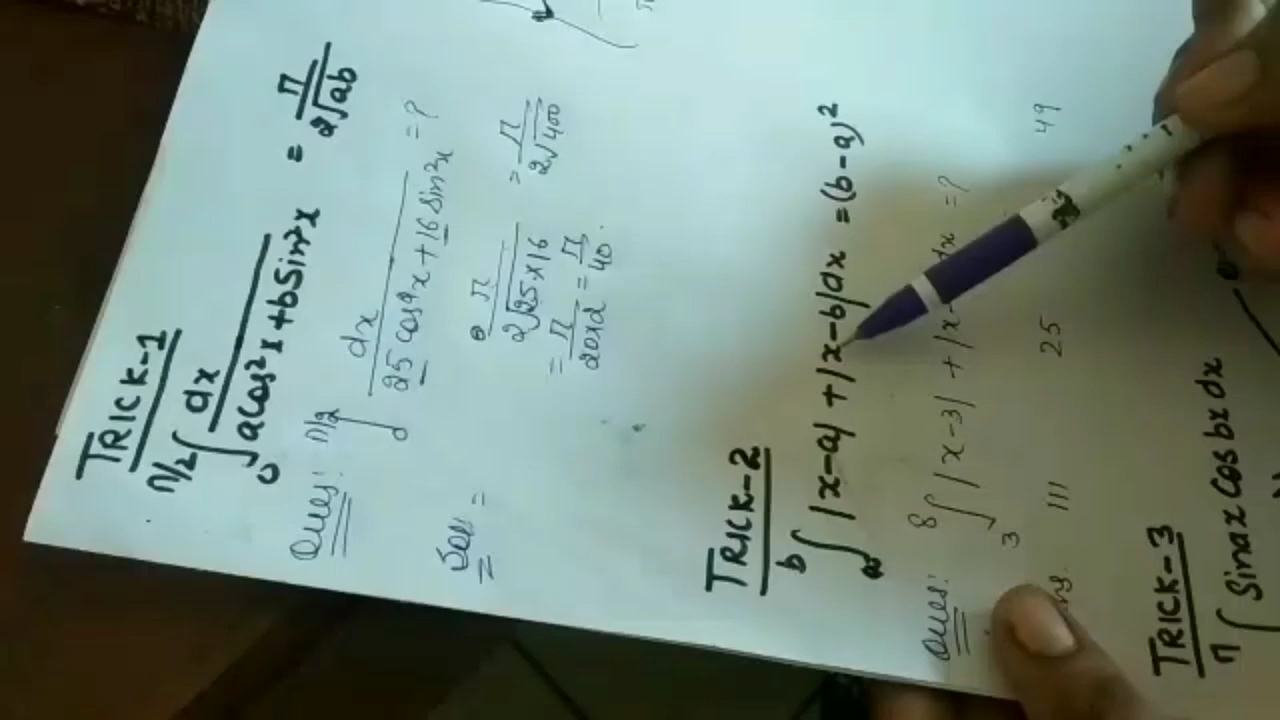 TRICK-1
π/2 ∫ 0 dx / acos²x + bsin²x = π / 2√ab
Ques: π/2 ∫ 0 dx / 25 cos²x + 16 sin²x = ?
Soln = π / 2√25×16 = π / 2√400
= π / 20×2 = π / 40.
TRICK-2
b ∫ a |x-a| + |x-b| dx = (b-a)²
Ques: 8 ∫ 3 |x-3| + |x- dx = ?
111 25 49
TRICK-3
π ∫ sinax cos bx dx